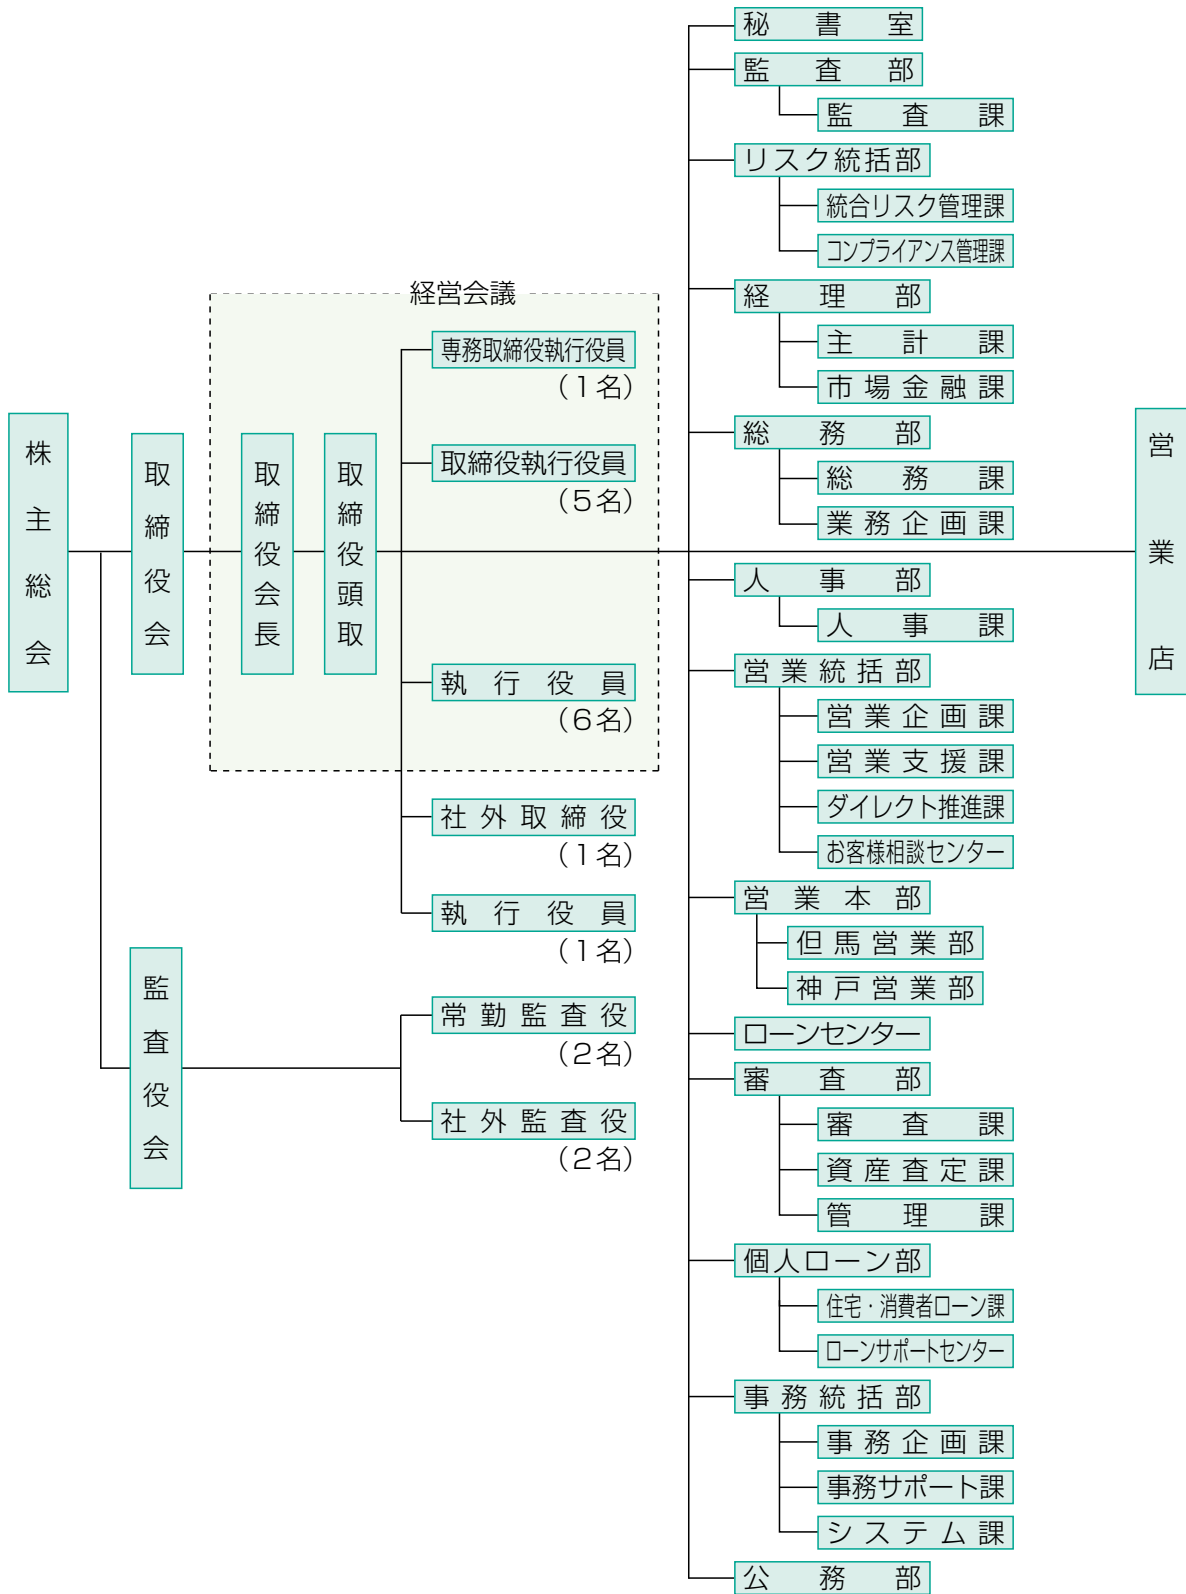 株主総会
取締役会
監査役会
経営会議
取締役会長
取締役頭取
専務取締役執行役員
（1名）
取締役執行役員
（5名）
執行役員
（6名）
社外取締役
（1名）
執行役員
（1名）
常勤監査役
（2名）
社外監査役
（2名）
秘書室
監査部
監査課
リスク統括部
統合リスク管理課
コンプライアンス管理課
経理部
主計課
市場金融課
総務部
総務課
業務企画課
人事部
人事課
営業統括部
営業企画課
営業支援課
ダイレクト推進課
お客様相談センター
営業本部
但馬営業部
神戸営業部
ローンセンター
審査部
審査課
資産査定課
管理課
個人ローン部
住宅・消費者ローン課
ローンサポートセンター
事務統括部
事務企画課
事務サポート課
システム課
公務部
営業店